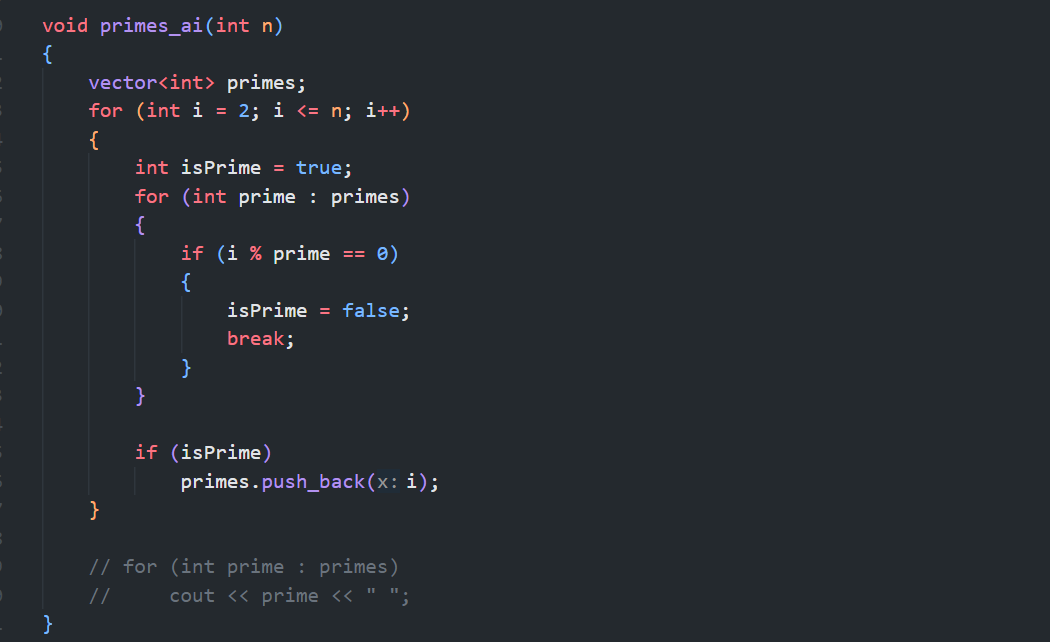 void primes_ai(int n)
{
    vector<int> primes;
    for (int i = 2; i <= n; i++)
    {
        int isPrime = true;
        for (int prime : primes)
        {
            if (i % prime == 0)
            {
                isPrime = false;
                break;
            }
        }

        if (isPrime)
            primes.push_back(x: i);
    }

    // for (int prime : primes)
    //     cout << prime << " ";
}